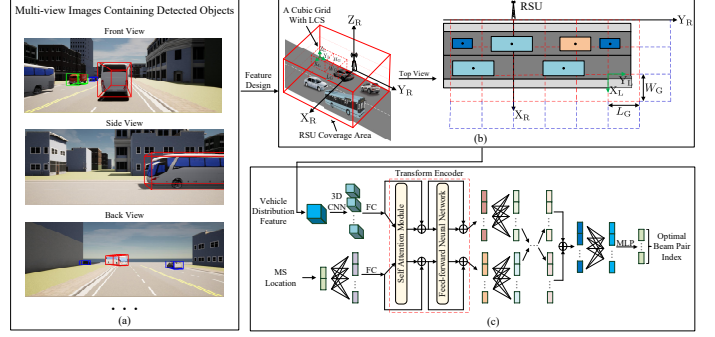 Multi-view Images Containing Detected Objects
Front View
Side View
Back View
. . .
(a)
Feature
Design
A Cubic Grid
With LCS
Z_R
Y_R
X_R
RSU Coverage Area
Top View
RSU
Y_R
Y_L
X_L
W_G
L_G
X_R
(b)
Transform Encoder
Vehicle
Distribution
Feature
3D
CNN
FC
Self Attention Module
Feed-forward Neural Network
MS
Location
FC
MLP
Optimal
Beam Pair
Index
(c)